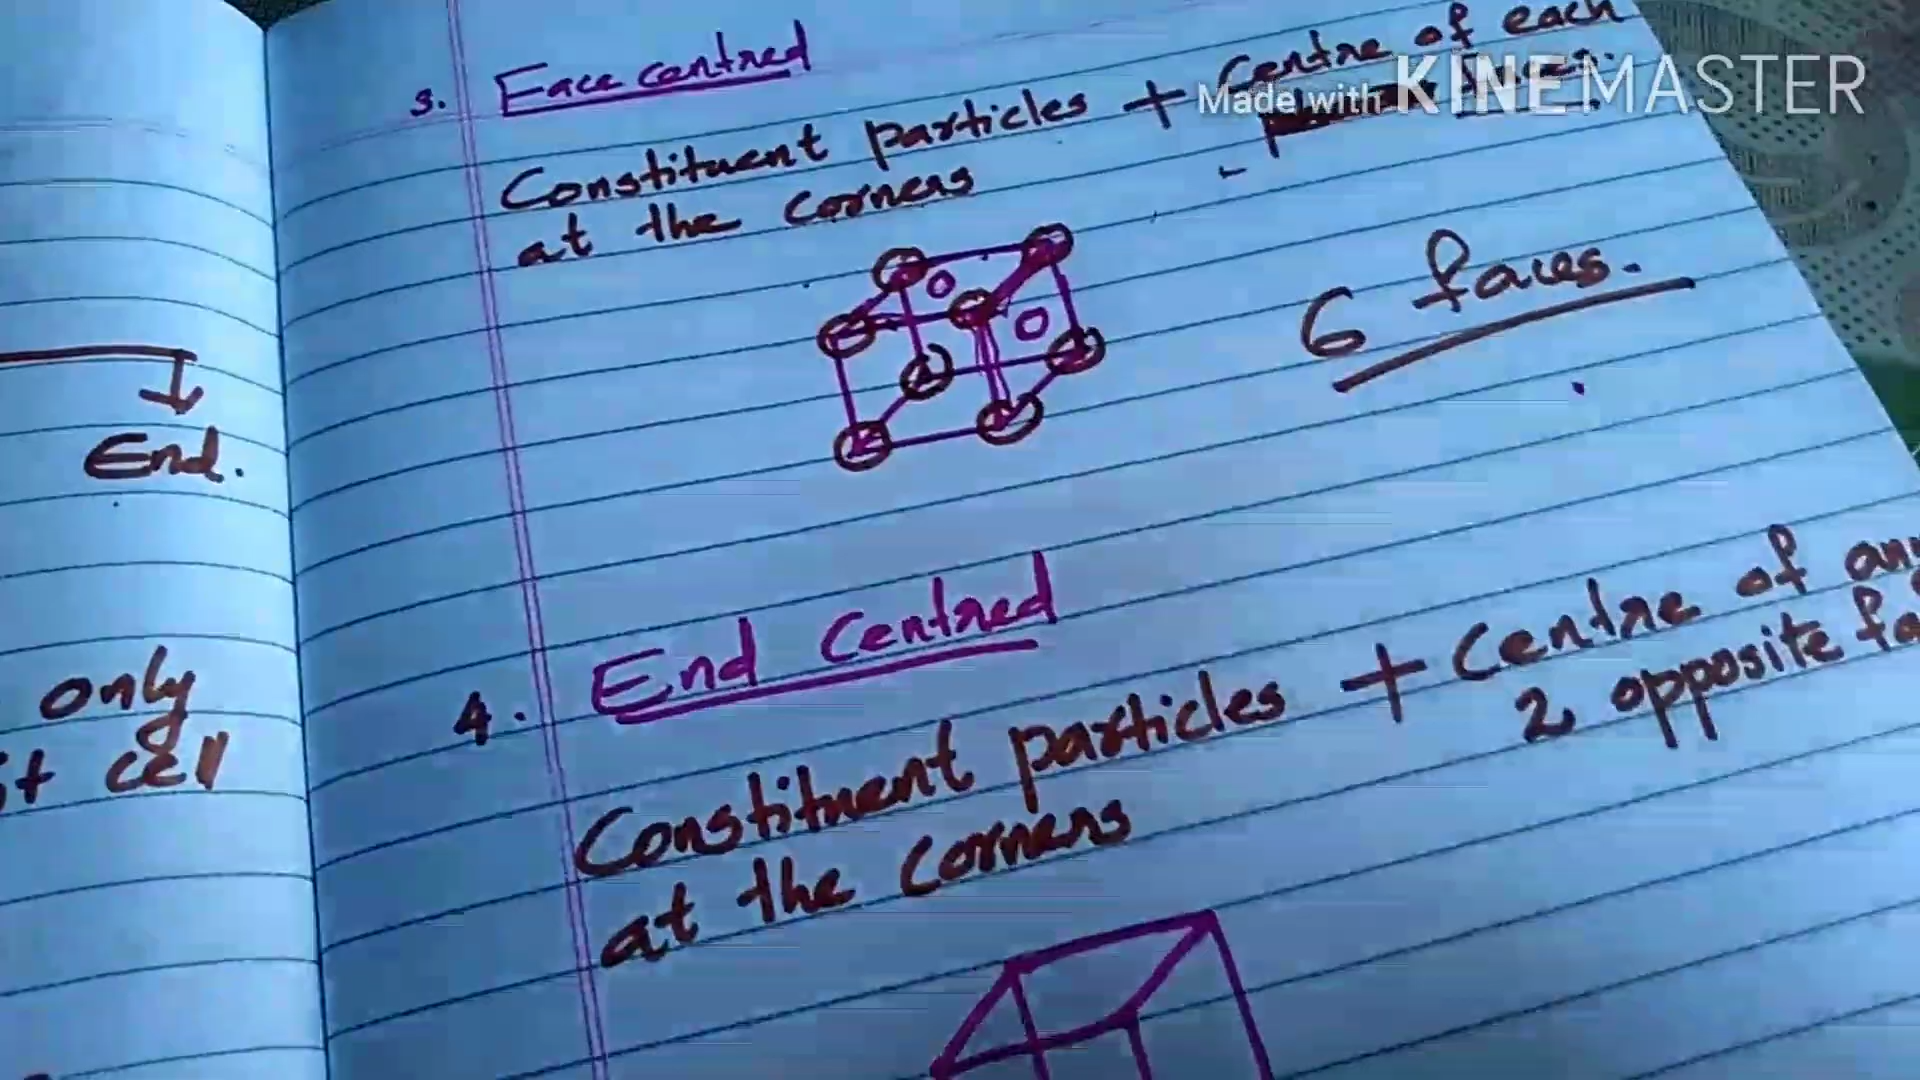 3. Face centred
Constituent particles + Centre of each
at the corners faces.
6 faces.
End.
only
cell
4. End Centred
Constituent particles + Centre of any
at the corners 2 opposite
Made with KINEMASTER